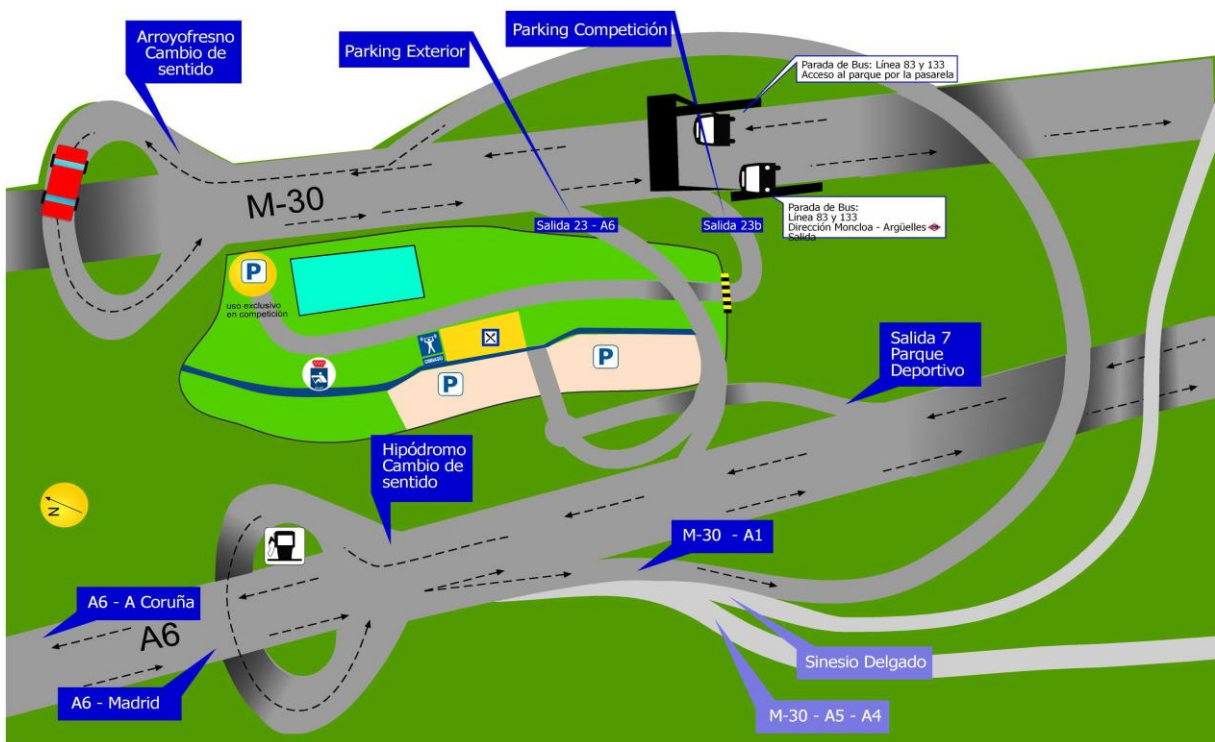 Arroyofresno
Cambio de
sentido
Parking Exterior
Parking Competición
Parada de Bus: Línea 83 y 133
Acceso al parque por la pasarela
M-30
Salida 23 - A6
Salida 23b
Parada de Bus:
Línea 83 y 133
Dirección Moncloa - Argüelles
Salida
P
uso exclusivo
en competición
GIMNASIO
P
P
Salida 7
Parque
Deportivo
Hipódromo
Cambio de
sentido
N
M-30 - A1
A6 - A Coruña
A6
Sinesio Delgado
A6 - Madrid
M-30 - A5 - A4